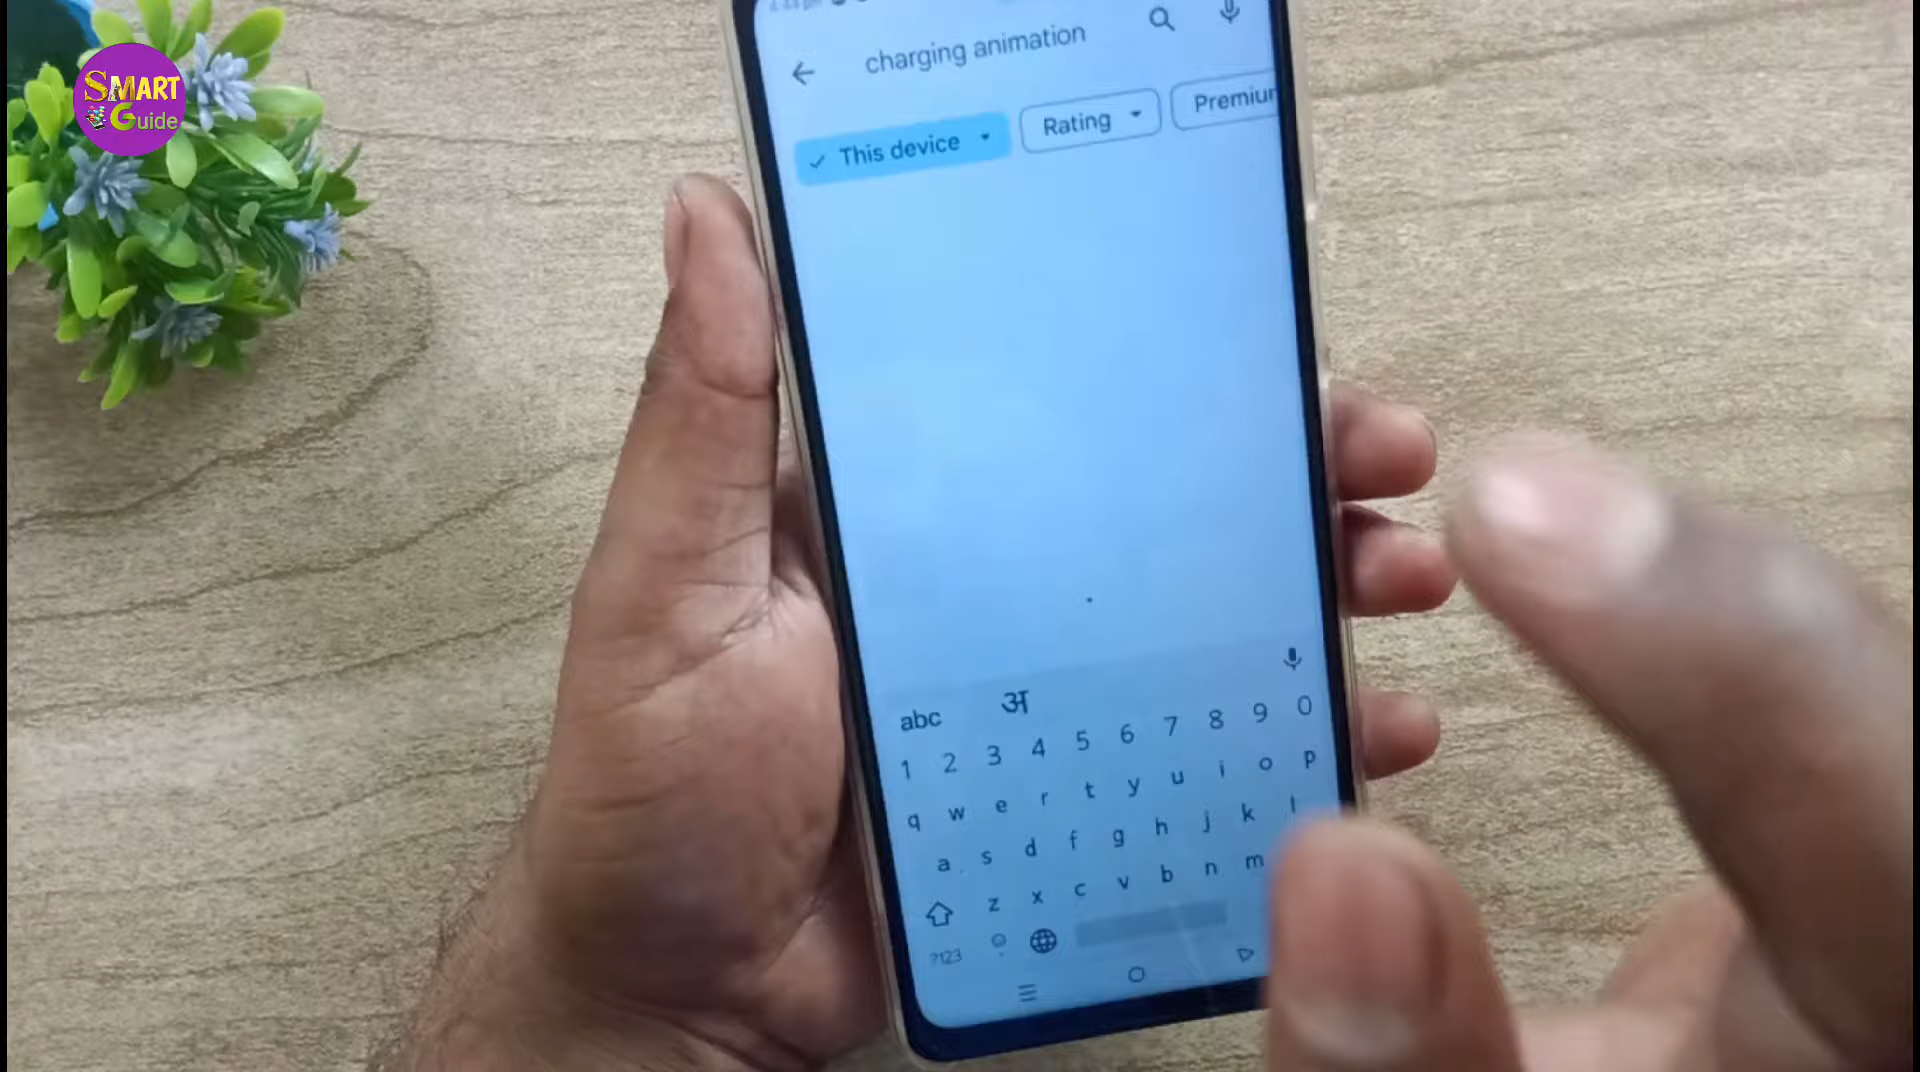 SMART
Guide
charging animation
This device
Rating
abc अ
1 2 3 4 5 6 7 8 9 0
q w e r t y u i o p
a s d f g h j k l
z x c v b n m
?123